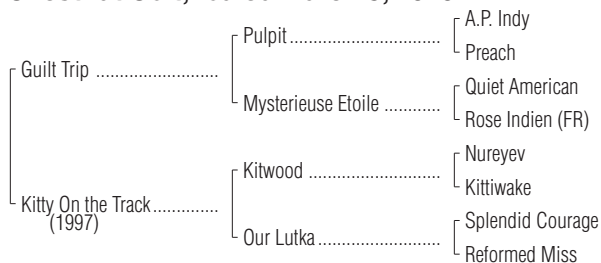 A.P. Indy
Pulpit
Preach
Guilt Trip
Quiet American
Mysterieuse Etoile
Rose Indien (FR)
Nureyev
Kitwood
Kittiwake
Kitty On the Track
(1997)
Splendid Courage
Our Lutka
Reformed Miss